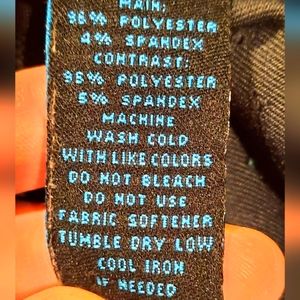 MAIN:
96% POLYESTER
4% SPANDEX
CONTRAST:
95% POLYESTER
5% SPANDEX
MACHINE
WASH COLD
WITH LIKE COLORS
DO NOT BLEACH
DO NOT USE
FABRIC SOFTENER
TUMBLE DRY LOW
COOL IRON
IF NEEDED